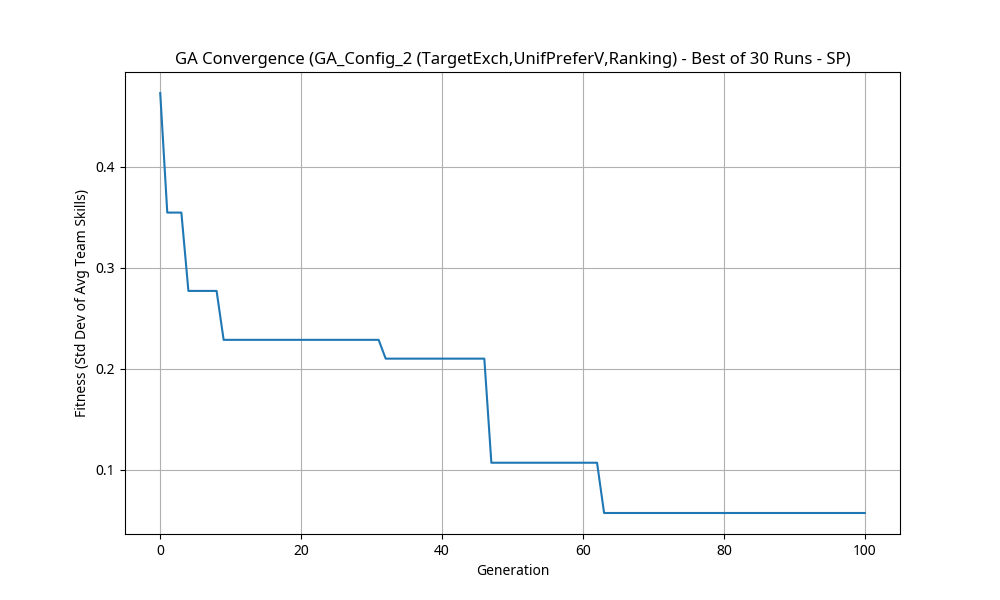 GA Convergence (GA_Config_2 (TargetExch,UnifPreferV,Ranking) - Best of 30 Runs - SP)
Fitness (Std Dev of Avg Team Skills)
0.4
0.3
0.2
0.1
0 20 40 60 80 100
Generation